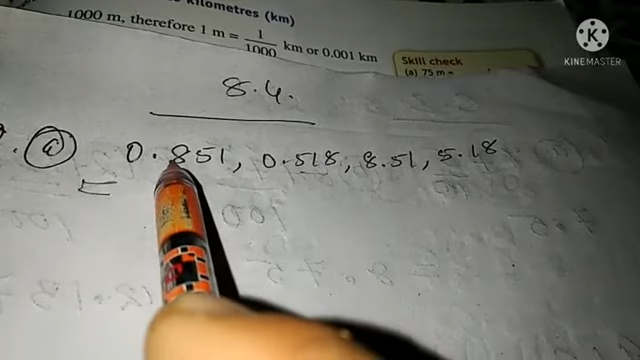 kilometres (km)
1000 m, therefore 1 m = 1/1000 km or 0.001 km
Skill check
(a) 75 m =
KINEMASTER
8.4.
(a) 0.851, 0.518, 8.51, 5.18